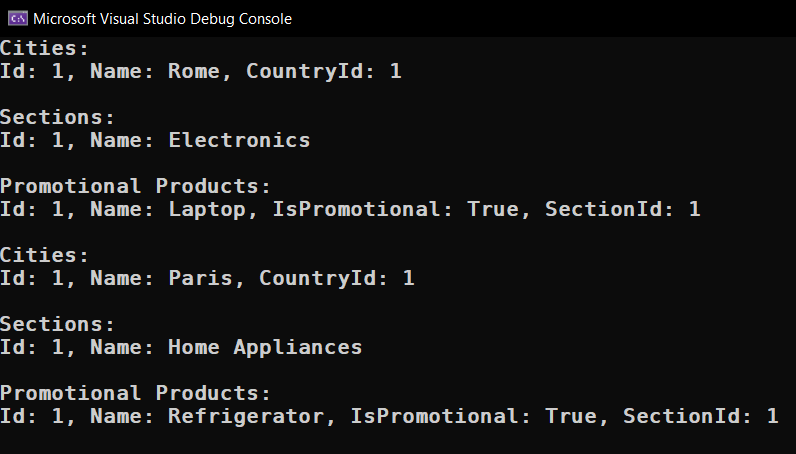 Microsoft Visual Studio Debug Console
Cities:
Id: 1, Name: Rome, CountryId: 1
Sections:
Id: 1, Name: Electronics
Promotional Products:
Id: 1, Name: Laptop, IsPromotional: True, SectionId: 1
Cities:
Id: 1, Name: Paris, CountryId: 1
Sections:
Id: 1, Name: Home Appliances
Promotional Products:
Id: 1, Name: Refrigerator, IsPromotional: True, SectionId: 1